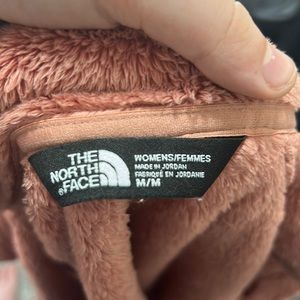 THE
NORTH
FACE
WOMENS/FEMMES
MADE IN JORDAN
FABRIQUÉ EN JORDANIE
M/M